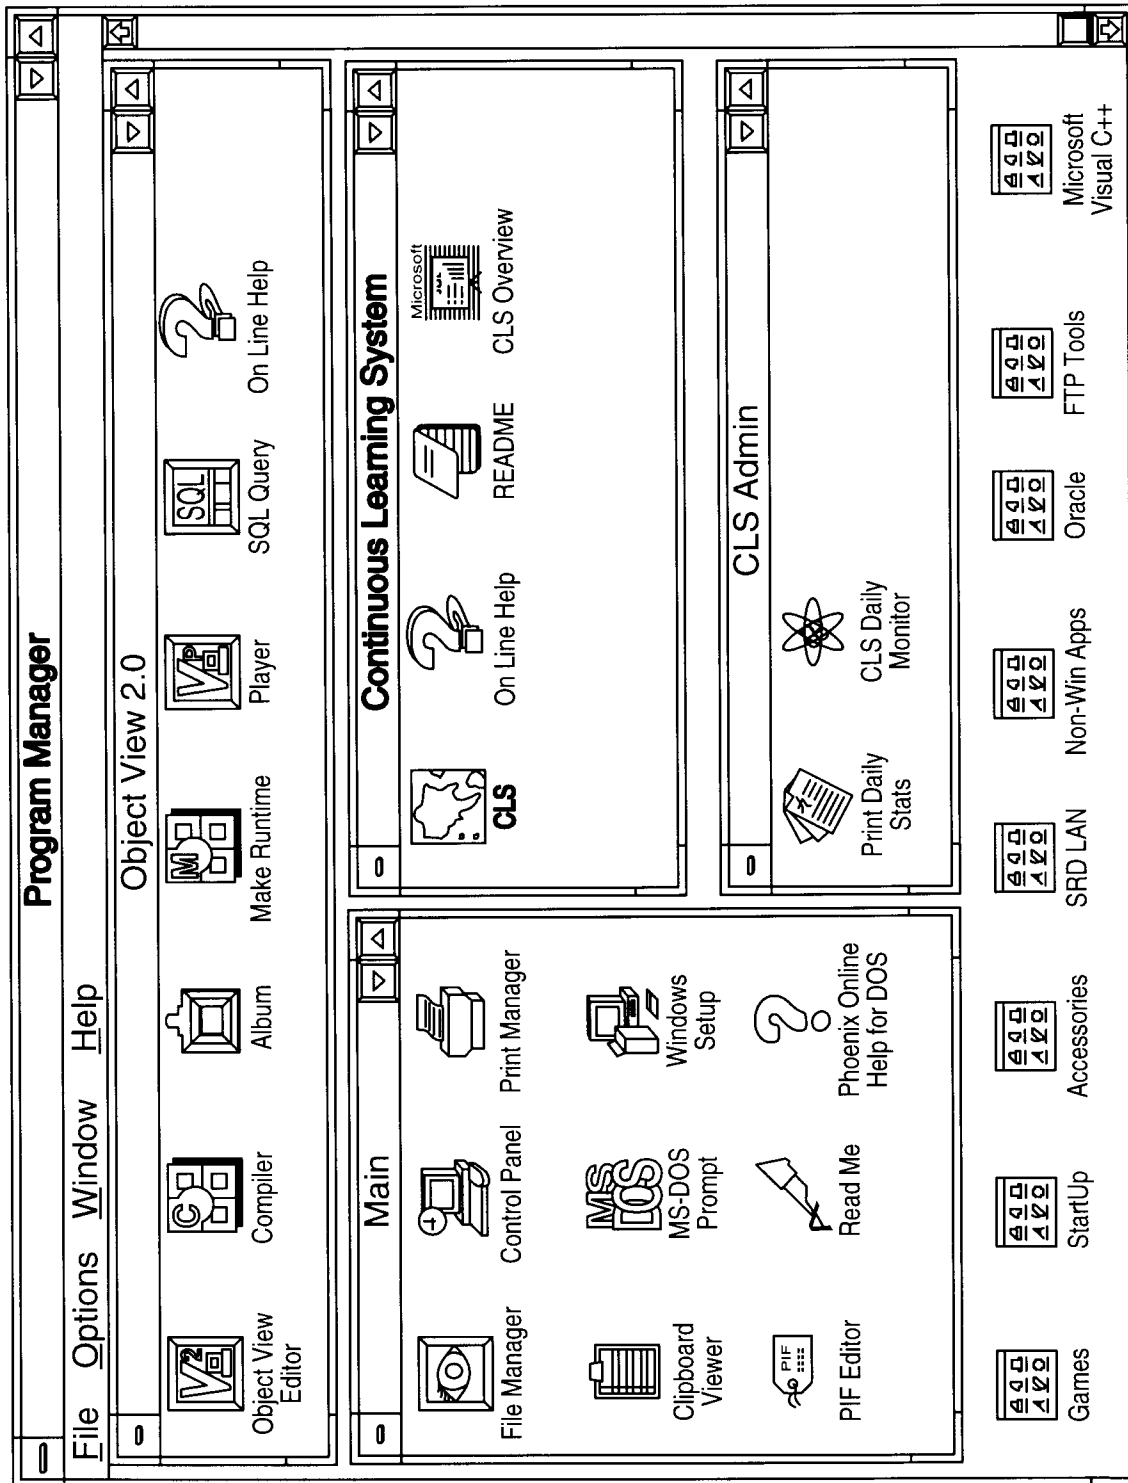 Program Manager
File Options Window Help
Object View 2.0
Object View
Editor
Compiler
Album
Make Runtime
Player
SQL Query
On Line Help
C
M
V2
VP
SQL
Main
File Manager
Control Panel
Print Manager
Clipboard
Viewer
MS
DOS
MS-DOS
Prompt
Windows
Setup
PIF
PIF Editor
Read Me
Phoenix Online
Help for DOS
Continuous Learning System
CLS
On Line Help
README
Microsoft
CLS Overview
CLS Admin
Print Daily
Stats
CLS Daily
Monitor
Games
StartUp
Accessories
SRD LAN
Non-Win Apps
Oracle
FTP Tools
Microsoft
Visual C++